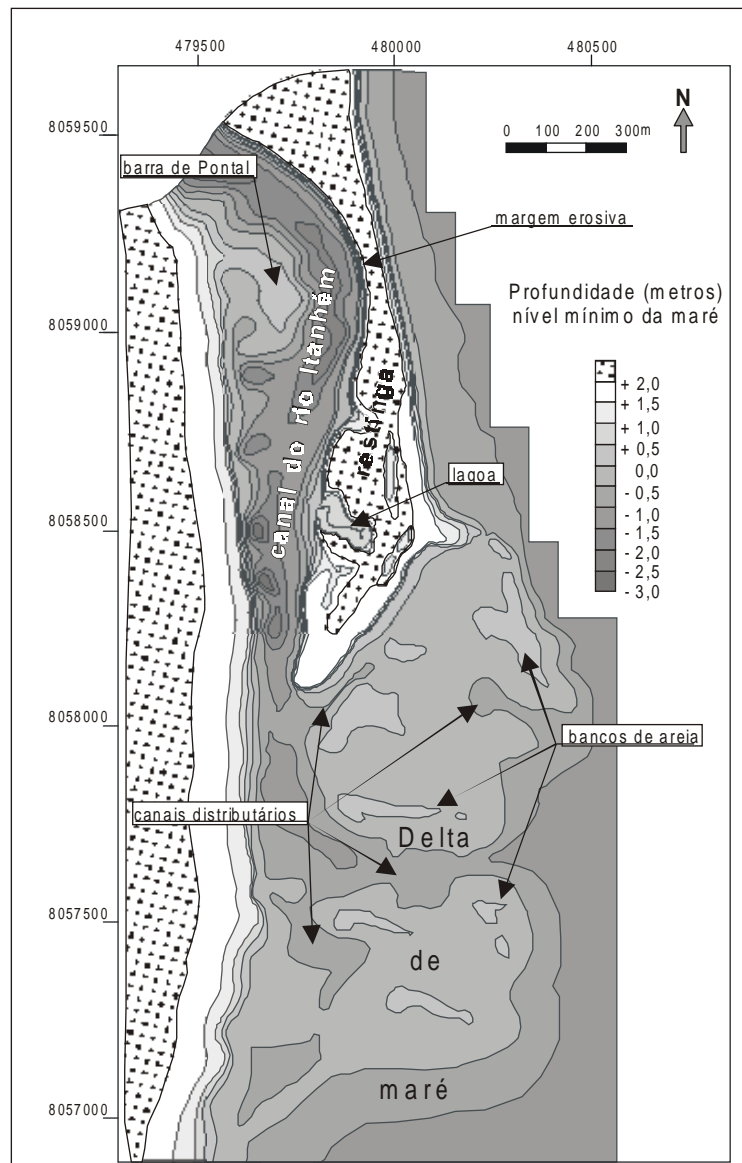 479500 480000 480500
8059500
N
0 100 200 300m
barra de Pontal
margem erosiva
Profundidade (metros)
nível mínimo da maré
8059000
+ 2,0
+ 1,5
+ 1,0
+ 0,5
0,0
- 0,5
- 1,0
- 1,5
- 2,0
- 2,5
- 3,0
canal do rio Itanhém
restinga
lagoa
8058500
8058000
bancos de areia
canais distributários
Delta
8057500
de
maré
8057000